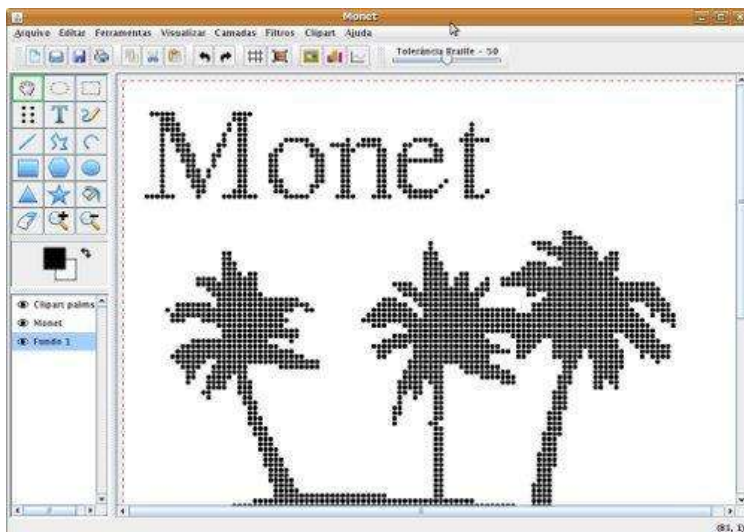 Monet
Arquivo Editar Ferramentas Visualizar Camadas Filtros Clipart Ajuda
Tolerância Braille - 50
T
Monet
Clipart palms
Monet
Fundo 1